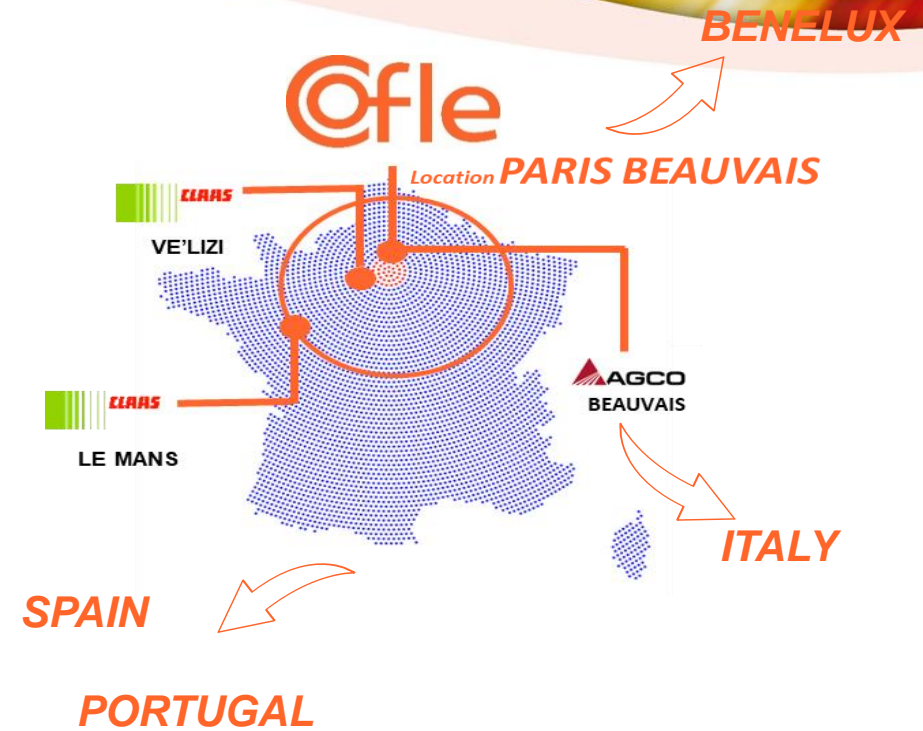 BENELUX
Cofle
Location PARIS BEAUVAIS
CLAAS
VE'LIZI
AGCO
BEAUVAIS
CLAAS
LE MANS
ITALY
SPAIN
PORTUGAL